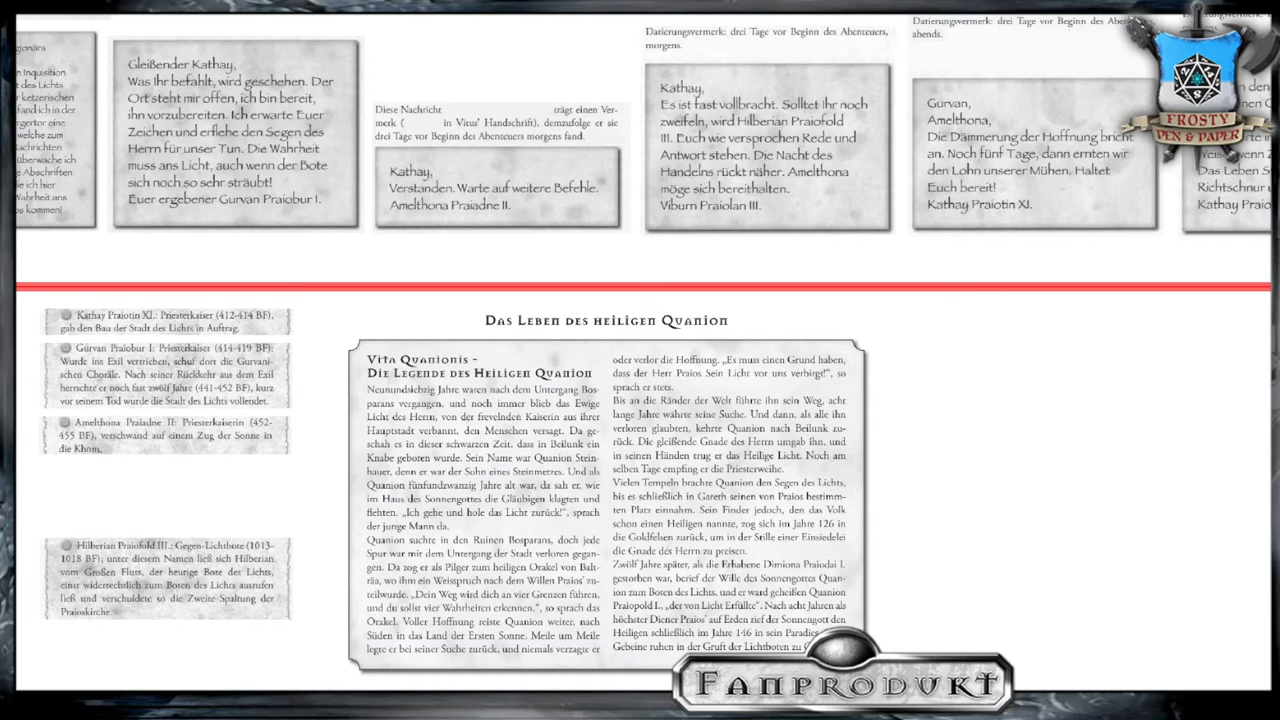 gionärs
n Inquisition
t des Lichts
r ketzerischen
fand ich in der
rgertor eine
welche zum
achrichten
überwache ich
e Abschriften
ie ich hier
Wahrheit ans
os kommen!
Gleißender Kathay,
Was Ihr befahlt, wird geschehen. Der
Ort steht mir offen, ich bin bereit,
ihn vorzubereiten. Ich erwarte Euer
Zeichen und erflehe den Segen des
Herrn für unser Tun. Die Wahrheit
muss ans Licht, auch wenn der Bote
sich noch so sehr sträubt!
Euer ergebener Gurvan Praiobur I.
Diese Nachricht trägt einen Ver-
merk ( in Vitus' Handschrift), demzufolge er sie
drei Tage vor Beginn des Abenteuers morgens fand.
Kathay,
Verstanden. Warte auf weitere Befehle.
Amelthona Praiadne II.
Datierungsvermerk: drei Tage vor Beginn des Abenteuers,
morgens.
Kathay,
Es ist fast vollbracht. Solltet Ihr noch
zweifeln, wird Hilberian Praiofold
III. Euch wie versprochen Rede und
Antwort stehen. Die Nacht des
Handelns rückt näher. Amelthona
möge sich bereithalten.
Viburn Praiolan III.
Datierungsvermerk: drei Tage vor Beginn des Aben
abends.
Gurvan,
Amelthona,
Die Dämmerung der Hoffnung bricht
an. Noch fünf Tage, dann ernten wir
den Lohn unserer Mühen. Haltet
Euch bereit!
Kathay Praiotin XI.
Das Leben S
Richtschnur u
Kathay Praio
FROSTY
PEN & PAPER
Kathay Praiotin XI.: Priesterkaiser (412-414 BF),
gab den Bau der Stadt des Lichts in Auftrag.
Gurvan Praiobur I: Priesterkaiser (414-419 BF):
Wurde ins Exil vertrieben, schuf dort die Gurvani-
schen Choräle. Nach seiner Rückkehr aus dem Exil
herrschte er noch fast zwölf Jahre (441-452 BF), kurz
vor seinem Tod wurde die Stadt des Lichts vollendet.
Amelthona Praiadne II: Priesterkaiserin (452-
455 BF), verschwand auf einem Zug der Sonne in
die Khom.
Hilberian Praiofold III.: Gegen-Lichtbote (1013-
1018 BF); unter diesem Namen ließ sich Hilberian
vom Großen Fluss, der heutige Bote des Lichts,
einst widerrechtlich zum Boten des Lichts ausrufen
ließ und verschuldete so die Zweite Spaltung der
Praioskirche.
Das Leben des heiligen Quanion
Vita Quanionis –
Die Legende des Heiligen Quanion
Neunundsiebzig Jahre waren nach dem Untergang Bos-
parans vergangen, und noch immer blieb das Ewige
Licht des Herrn, von der frevelnden Kaiserin aus ihrer
Hauptstadt verbannt, den Menschen versagt. Da ge-
schah es in dieser schwarzen Zeit, dass in Beilunk ein
Knabe geboren wurde. Sein Name war Quanion Stein-
hauer, denn er war der Sohn eines Steinmetzes. Und als
Quanion fünfundzwanzig Jahre alt war, da sah er, wie
im Haus des Sonnengottes die Gläubigen klagten und
flehten. „Ich gehe und hole das Licht zurück!“, sprach
der junge Mann da.
Quanion suchte in den Ruinen Bosparans, doch jede
Spur war mit dem Untergang der Stadt verloren gegan-
gen. Da zog er als Pilger zum heiligen Orakel von Balt-
räa, wo ihm ein Weisspruch nach dem Willen Praios' zu-
teilwurde. „Dein Weg wird dich an vier Grenzen führen,
und du sollst vier Wahrheiten erkennen.“, so sprach das
Orakel. Voller Hoffnung reiste Quanion weiter, nach
Süden in das Land der Ersten Sonne. Meile um Meile
legte er bei seiner Suche zurück, und niemals verzagte er
oder verlor die Hoffnung. „Es muss einen Grund haben,
dass der Herr Praios Sein Licht vor uns verbirgt!“, so
sprach er stets.
Bis an die Ränder der Welt führte ihn sein Weg, acht
lange Jahre währte seine Suche. Und dann, als alle ihn
verloren glaubten, kehrte Quanion nach Beilunk zu-
rück. Die gleißende Gnade des Herrn umgab ihn, und
in seinen Händen trug er das Heilige Licht. Noch am
selben Tage empfing er die Priesterweihe.
Vielen Tempeln brachte Quanion den Segen des Lichts,
bis es schließlich in Gareth seinen von Praios bestimm-
ten Platz einnahm. Sein Finder jedoch, den das Volk
schon einen Heiligen nannte, zog sich im Jahre 126 in
die Goldfelsen zurück, um in der Stille einer Einsiedelei
die Gnade des Herrn zu preisen.
Zwölf Jahre später, als die Erhabene Dimiona Praiodai I.
gestorben war, berief der Wille des Sonnengottes Quan-
ion zum Boten des Lichts, und er ward geheißen Quanion
Praiopold I., „der von Licht Erfüllte“. Nach acht Jahren als
höchster Diener Praios' auf Erden rief der Sonnengott den
Heiligen schließlich im Jahre 146 in sein Paradies
Gebeine ruhen in der Gruft der Lichtboten zu G
Fanprodukt